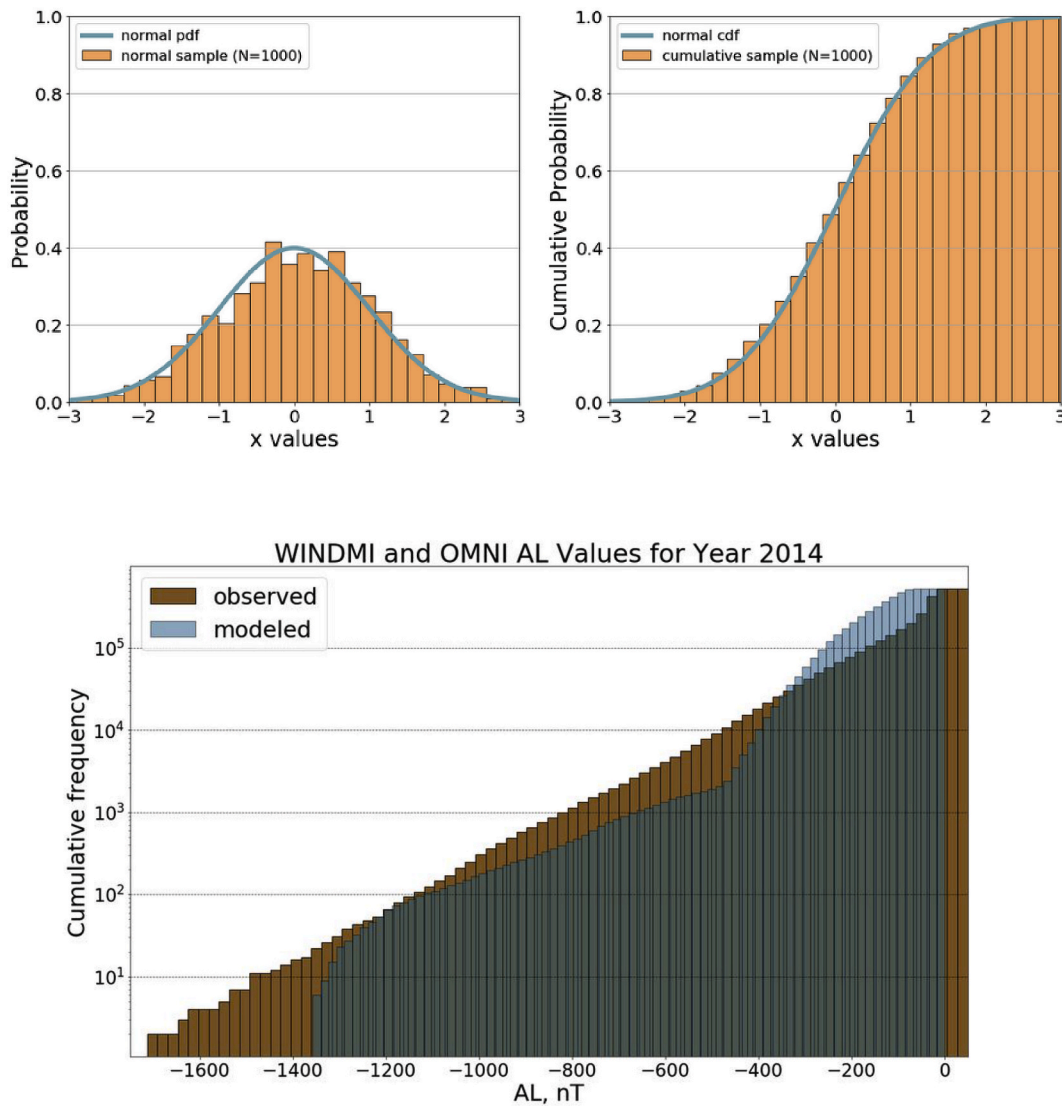 normal pdf
normal sample (N=1000)
Probability
1.0
0.8
0.6
0.4
0.2
0.0
−3 −2 −1 0 1 2 3
x values
normal cdf
cumulative sample (N=1000)
Cumulative Probability
1.0
0.8
0.6
0.4
0.2
0.0
−3 −2 −1 0 1 2 3
x values
WINDMI and OMNI AL Values for Year 2014
observed
modeled
Cumulative frequency
10⁵
10⁴
10³
10²
10¹
−1600 −1400 −1200 −1000 −800 −600 −400 −200 0
AL, nT